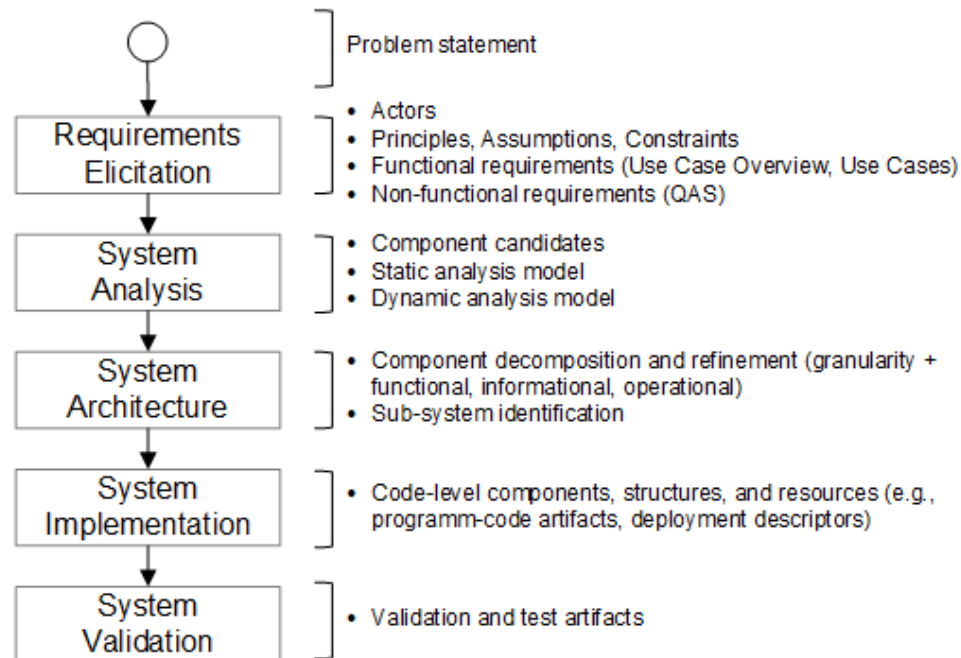 Problem statement
Requirements
Elicitation
• Actors
• Principles, Assumptions, Constraints
• Functional requirements (Use Case Overview, Use Cases)
• Non-functional requirements (QAS)
System
Analysis
• Component candidates
• Static analysis model
• Dynamic analysis model
System
Architecture
• Component decomposition and refinement (granularity +
functional, informational, operational)
• Sub-system identification
System
Implementation
• Code-level components, structures, and resources (e.g.,
programm-code artifacts, deployment descriptors)
System
Validation
• Validation and test artifacts